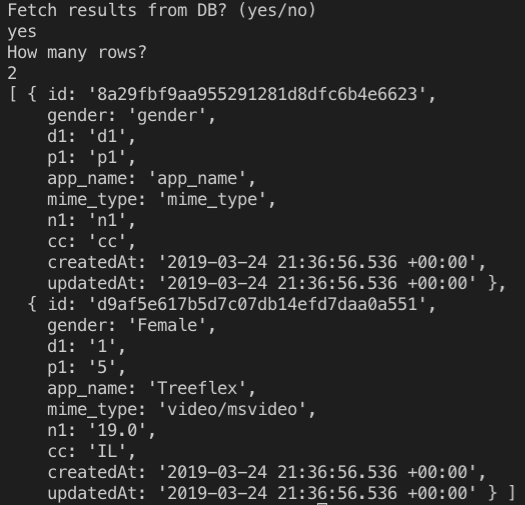 Fetch results from DB? (yes/no)
yes
How many rows?
2
[ { id: '8a29fbf9aa955291281d8dfc6b4e6623',
    gender: 'gender',
    d1: 'd1',
    p1: 'p1',
    app_name: 'app_name',
    mime_type: 'mime_type',
    n1: 'n1',
    cc: 'cc',
    createdAt: '2019-03-24 21:36:56.536 +00:00',
    updatedAt: '2019-03-24 21:36:56.536 +00:00' },
  { id: 'd9af5e617b5d7c07db14efd7daa0a551',
    gender: 'Female',
    d1: '1',
    p1: '5',
    app_name: 'Treeflex',
    mime_type: 'video/msvideo',
    n1: '19.0',
    cc: 'IL',
    createdAt: '2019-03-24 21:36:56.536 +00:00',
    updatedAt: '2019-03-24 21:36:56.536 +00:00' } ]